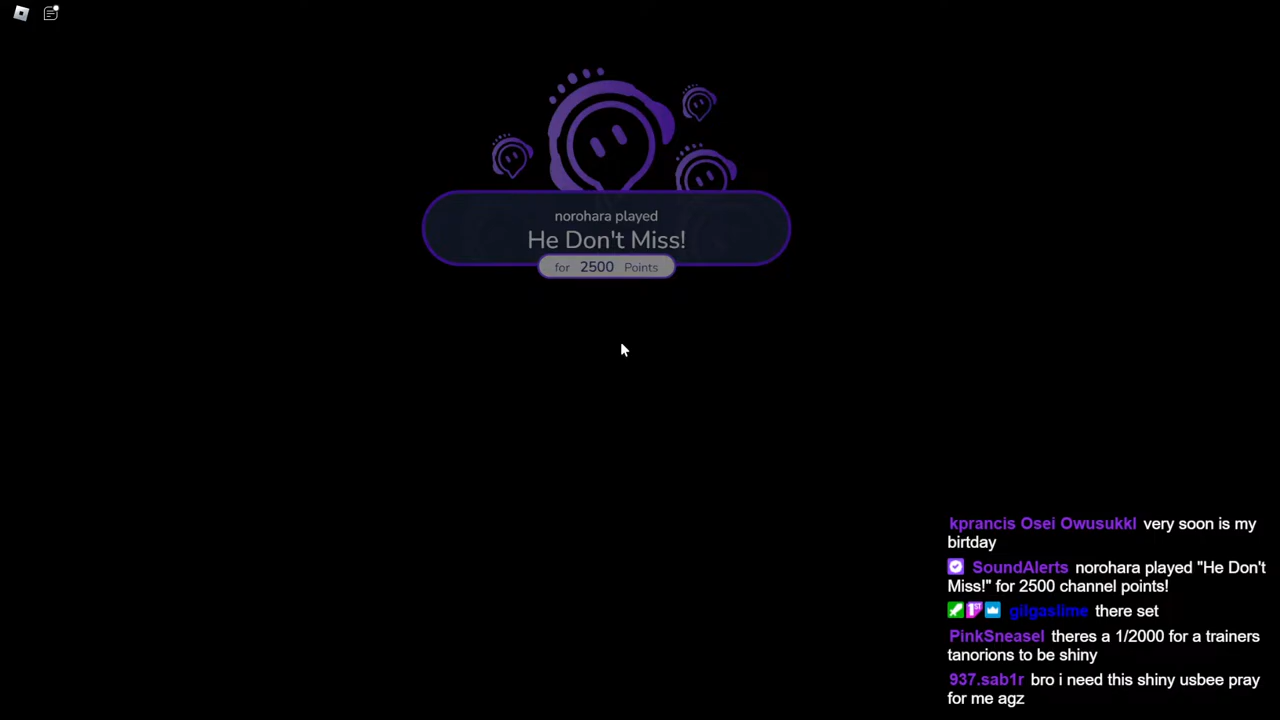 norohara played
He Don't Miss!
for 2500 Points
kprancis Osei Owusukkl very soon is my
birtday
SoundAlerts norohara played "He Don't
Miss!" for 2500 channel points!
1ST gilgaslime there set
PinkSneasel theres a 1/2000 for a trainers
tanorions to be shiny
937.sab1r bro i need this shiny usbee pray
for me agz